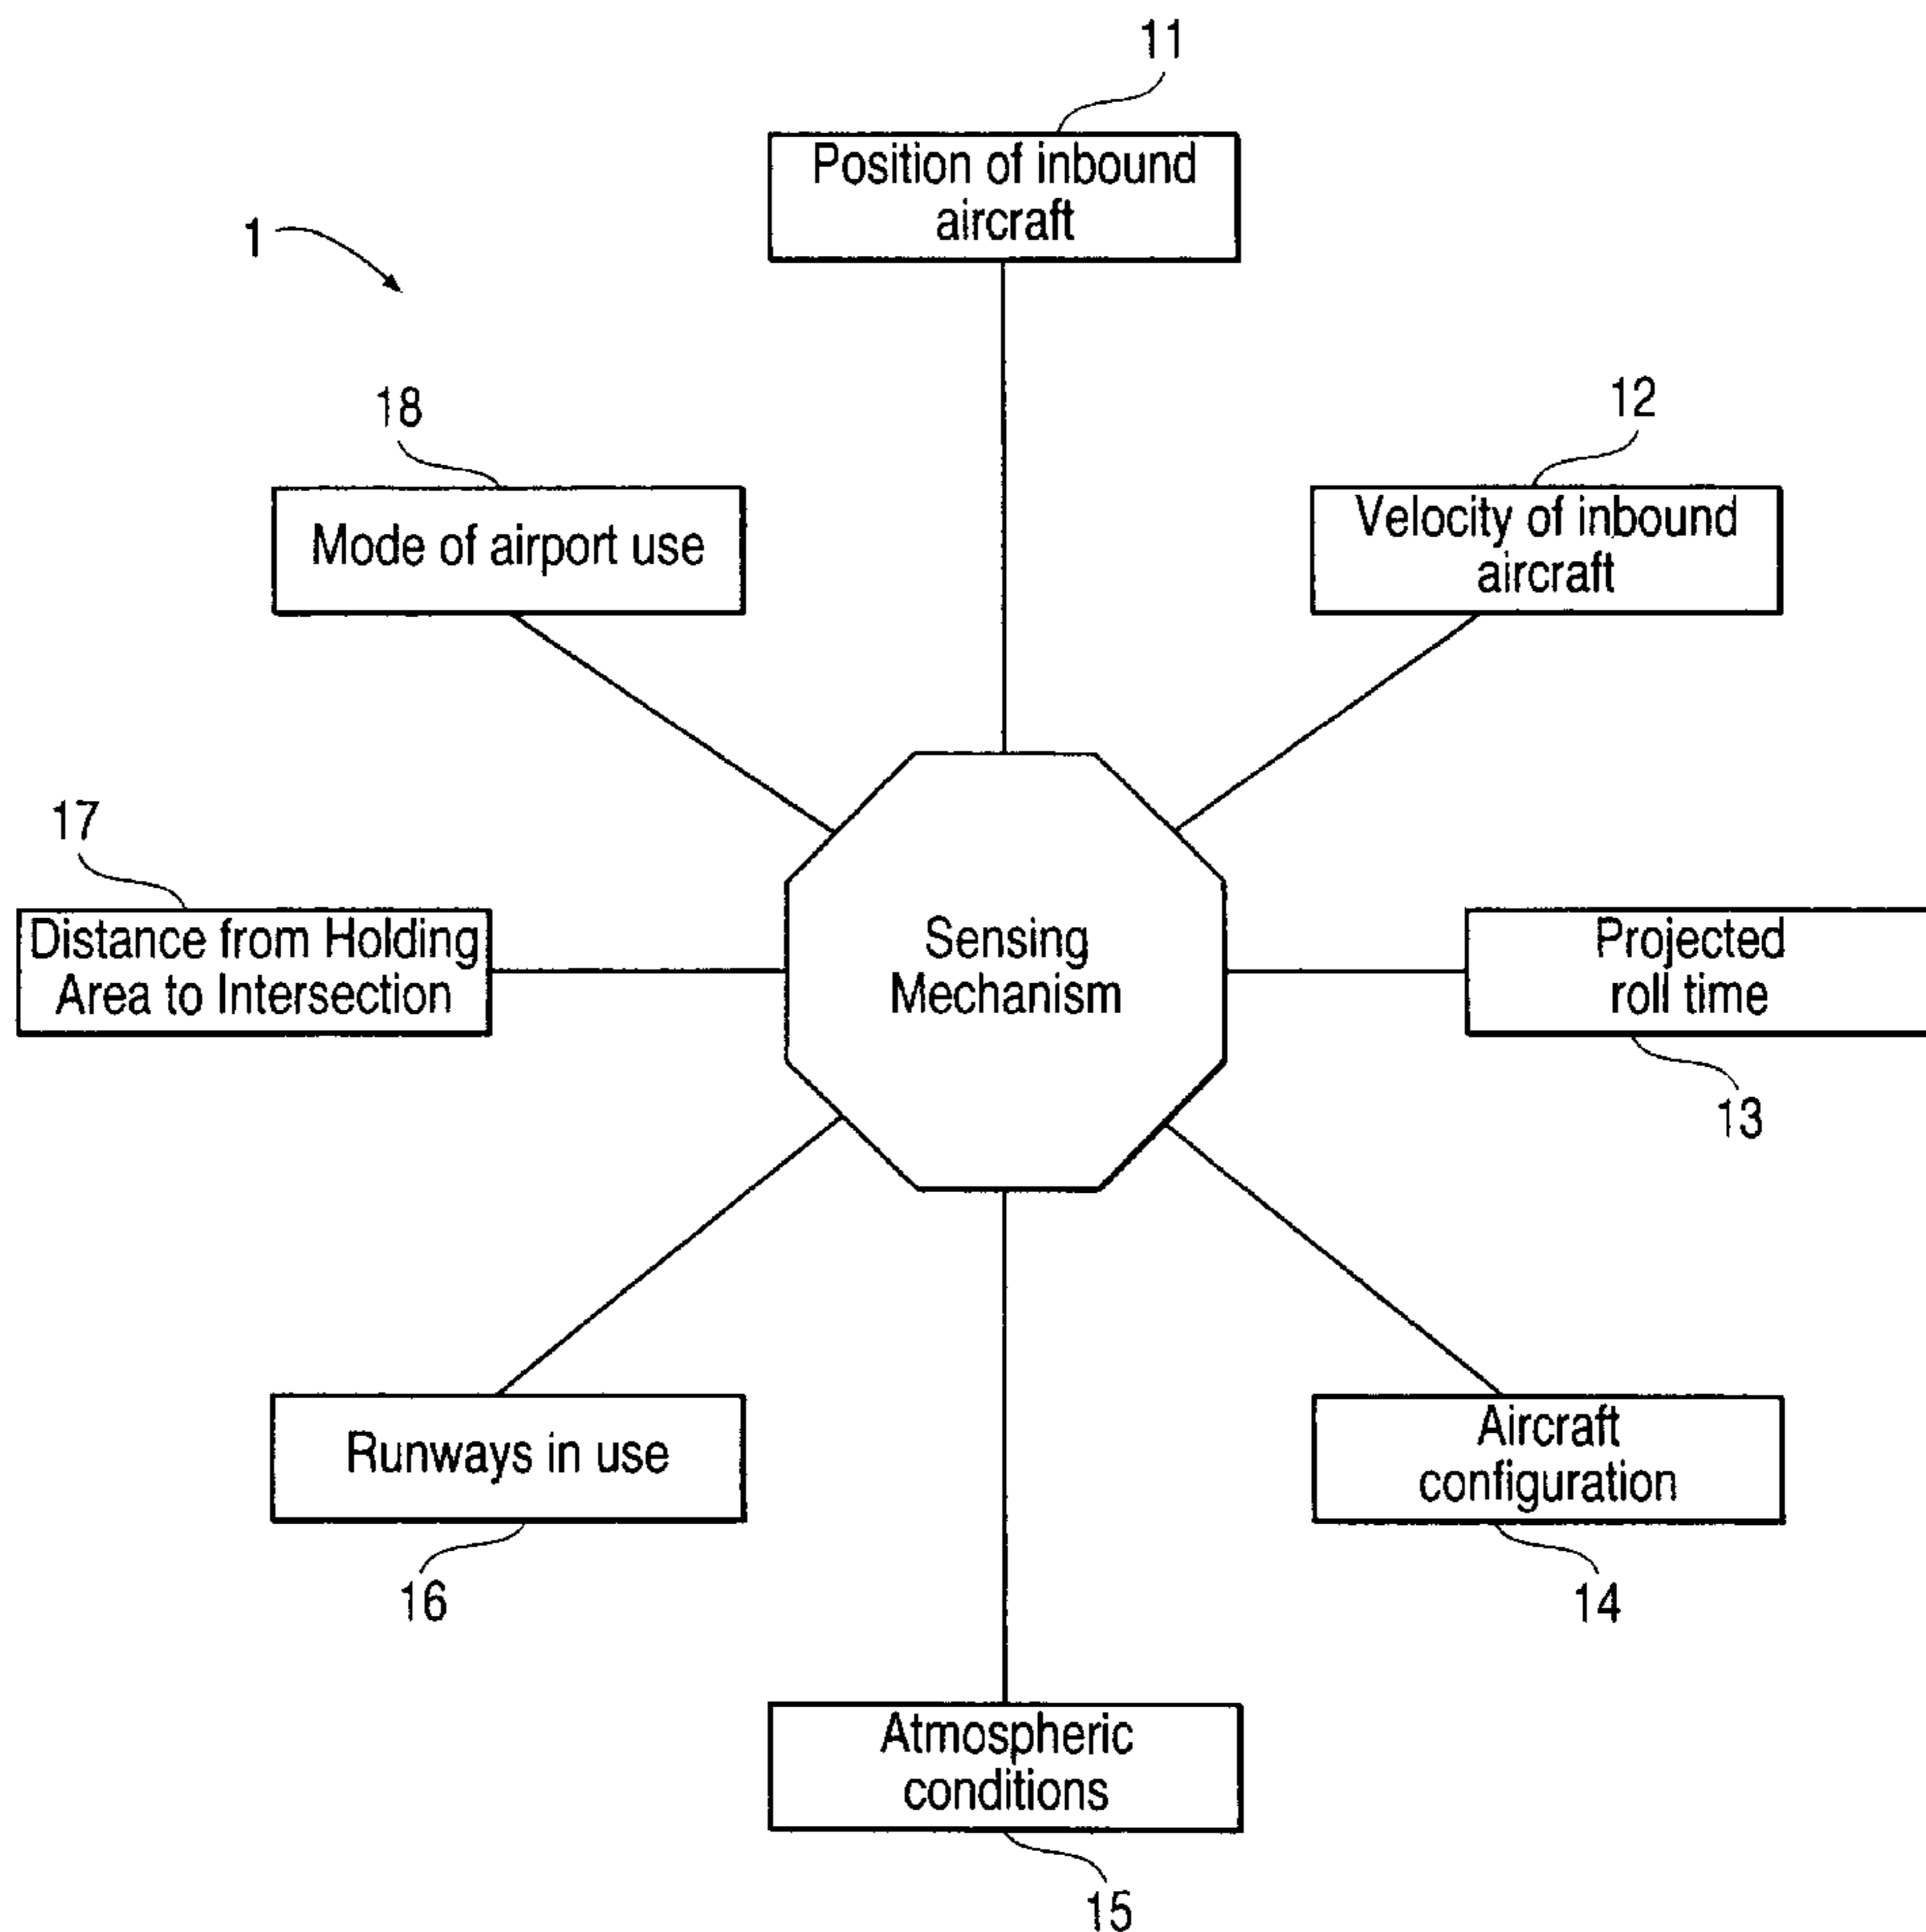 11
Position of inbound
aircraft
1
18
Mode of airport use
12
Velocity of inbound
aircraft
17
Distance from Holding
Area to Intersection
Sensing
Mechanism
Projected
roll time
13
Runways in use
16
Aircraft
configuration
14
Atmospheric
conditions
15